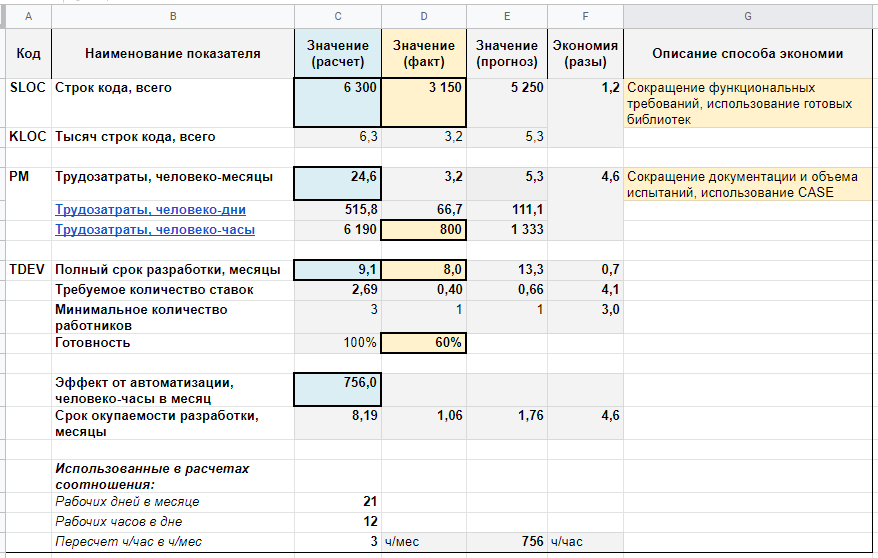 A B C D E F G
Код Наименование показателя Значение (расчет) Значение (факт) Значение (прогноз) Экономия (разы) Описание способа экономии
SLOC Строк кода, всего 6 300 3 150 5 250 1,2 Сокращение функциональных
требований, использование готовых
библиотек
KLOC Тысяч строк кода, всего 6,3 3,2 5,3
PM Трудозатраты, человеко-месяцы 24,6 3,2 5,3 4,6 Сокращение документации и объема
испытаний, использование CASE
Трудозатраты, человеко-дни 515,8 66,7 111,1
Трудозатраты, человеко-часы 6 190 800 1 333
TDEV Полный срок разработки, месяцы 9,1 8,0 13,3 0,7
Требуемое количество ставок 2,69 0,40 0,66 4,1
Минимальное количество 3 1 1 3,0
работников
Готовность 100% 60%
Эффект от автоматизации, 756,0
человеко-часы в месяц
Срок окупаемости разработки, 8,19 1,06 1,76 4,6
месяцы
Использованные в расчетах
соотношения:
Рабочих дней в месяце 21
Рабочих часов в дне 12
Пересчет ч/час в ч/мес 3 ч/мес 756 ч/час